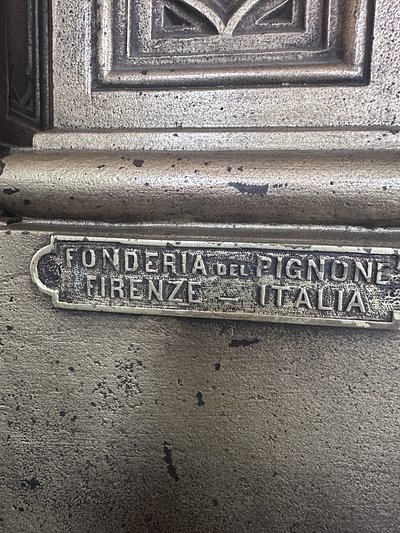 FONDERIA DEL PIGNONE
FIRENZE - ITALIA